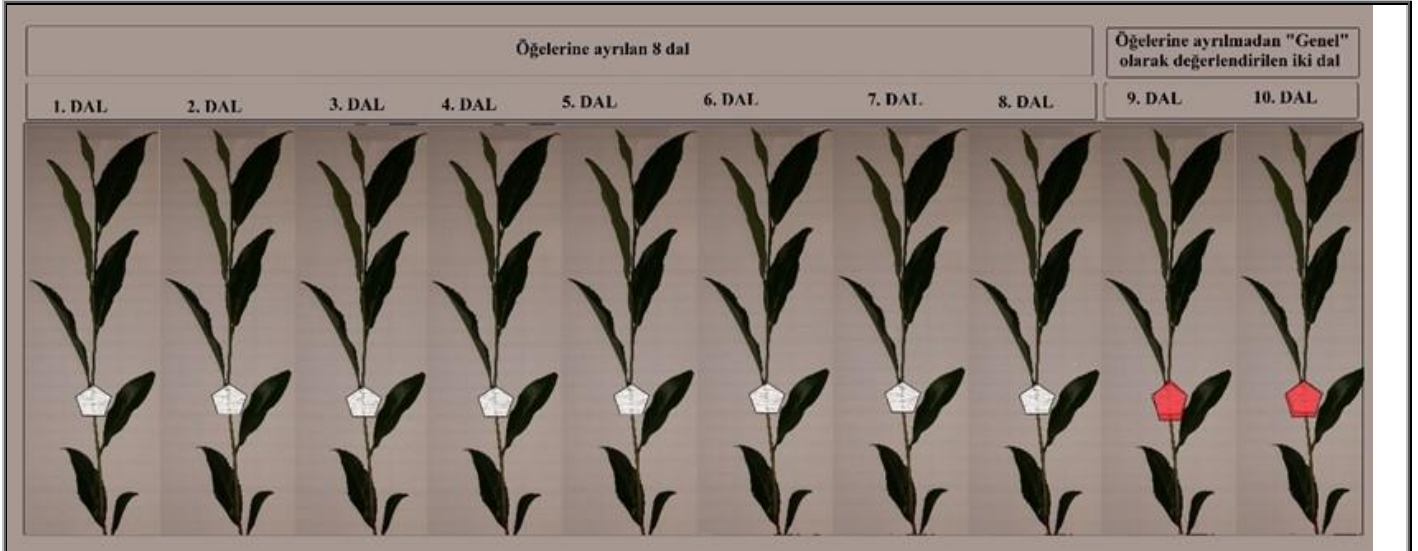 Öğelerine ayrılan 8 dal
Öğelerine ayrılmadan "Genel"
olarak değerlendirilen iki dal
1. DAL 2. DAL 3. DAL 4. DAL 5. DAL 6. DAL 7. DAL 8. DAL 9. DAL 10. DAL